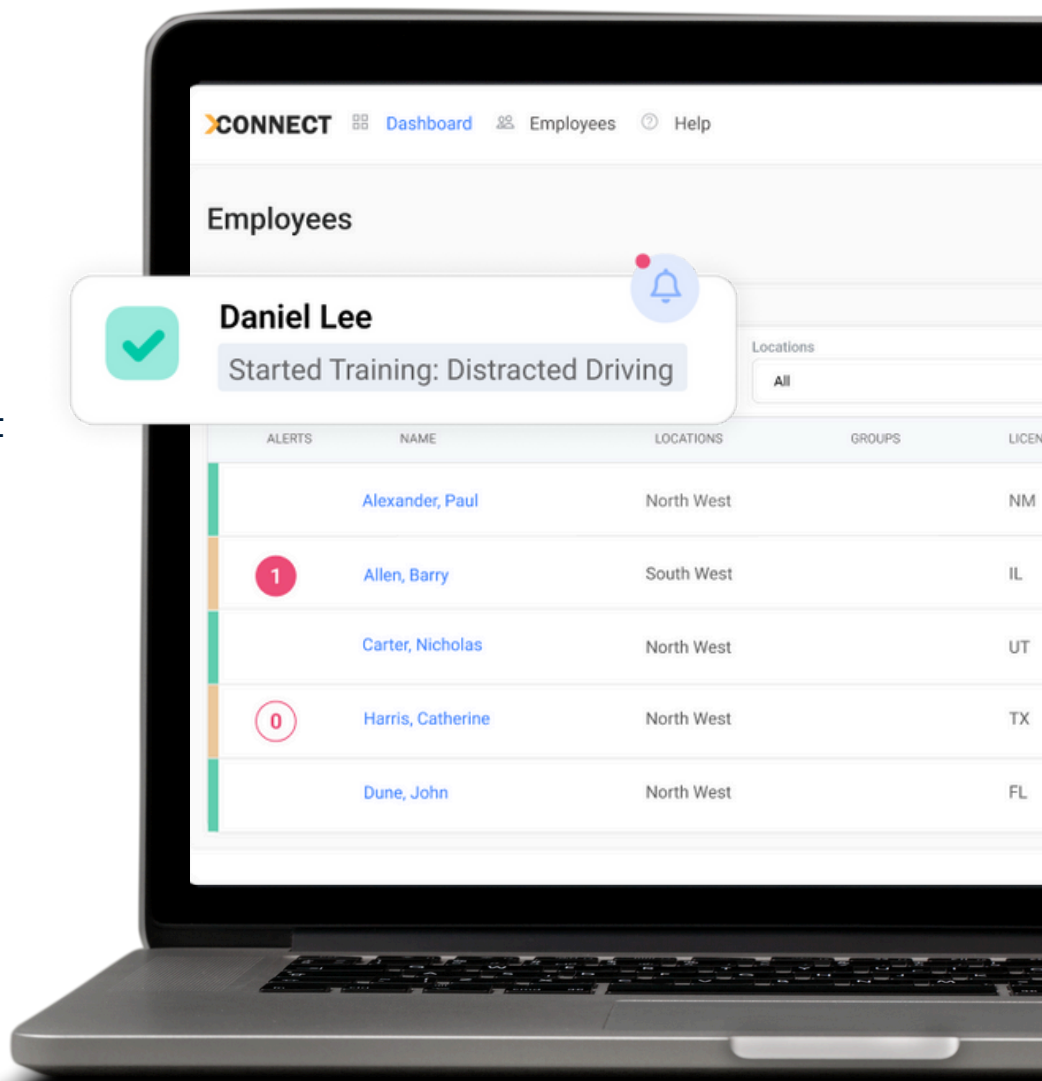 XCONNECT Dashboard Employees Help
Employees
Daniel Lee
Started Training: Distracted Driving
Locations
All
ALERTS NAME LOCATIONS GROUPS LICEN
Alexander, Paul North West NM
1 Allen, Barry South West IL
Carter, Nicholas North West UT
0 Harris, Catherine North West TX
Dune, John North West FL